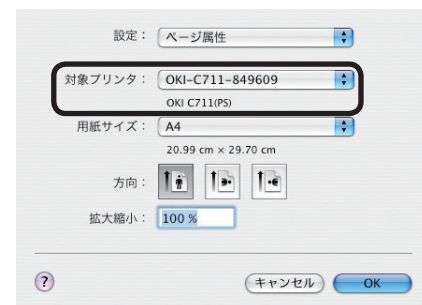 設定： ページ属性
対象プリンタ： OKI-C711-849609
OKI C711(PS)
用紙サイズ： A4
20.99 cm × 29.70 cm
方向：
拡大縮小： 100 %
? キャンセル OK